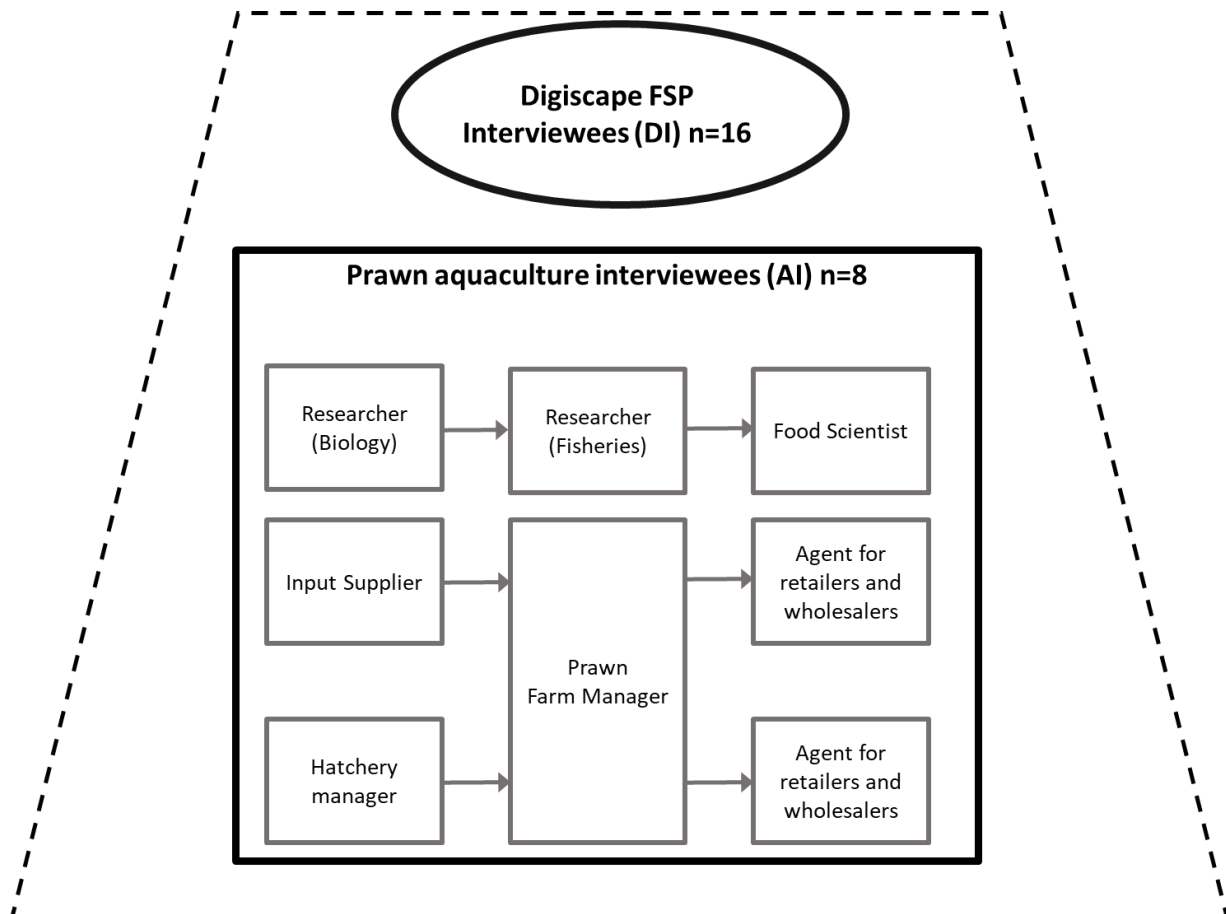 Digiscape FSP
Interviewees (DI) n=16
Prawn aquaculture interviewees (AI) n=8
Researcher
(Biology)
Researcher
(Fisheries)
Food Scientist
Input Supplier
Prawn
Farm Manager
Agent for
retailers and
wholesalers
Hatchery
manager
Agent for
retailers and
wholesalers